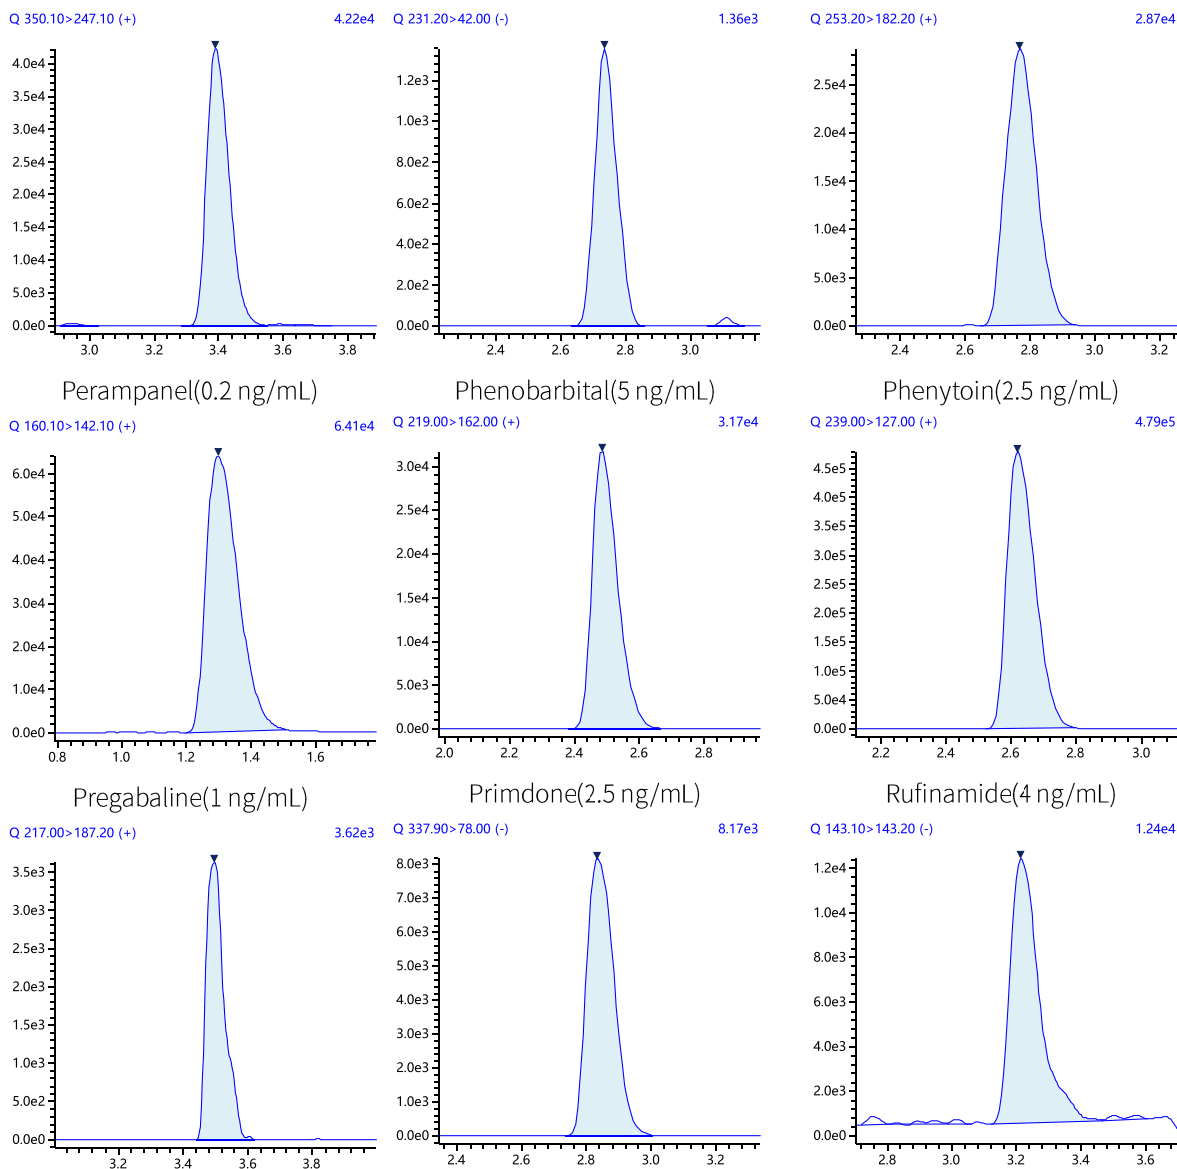 Q 350.10>247.10 (+) 4.22e4
4.0e4
3.5e4
3.0e4
2.5e4
2.0e4
1.5e4
1.0e4
5.0e3
0.0e0
3.0 3.2 3.4 3.6 3.8
Perampanel(0.2 ng/mL)
Q 231.20>42.00 (-) 1.36e3
1.2e3
1.0e3
8.0e2
6.0e2
4.0e2
2.0e2
0.0e0
2.4 2.6 2.8 3.0
Phenobarbital(5 ng/mL)
Q 253.20>182.20 (+) 2.87e4
2.5e4
2.0e4
1.5e4
1.0e4
5.0e3
0.0e0
2.4 2.6 2.8 3.0 3.2
Phenytoin(2.5 ng/mL)
Q 160.10>142.10 (+) 6.41e4
6.0e4
5.0e4
4.0e4
3.0e4
2.0e4
1.0e4
0.0e0
0.8 1.0 1.2 1.4 1.6
Pregabaline(1 ng/mL)
Q 219.00>162.00 (+) 3.17e4
3.0e4
2.5e4
2.0e4
1.5e4
1.0e4
5.0e3
0.0e0
2.0 2.2 2.4 2.6 2.8
Primdone(2.5 ng/mL)
Q 239.00>127.00 (+) 4.79e5
4.5e5
4.0e5
3.5e5
3.0e5
2.5e5
2.0e5
1.5e5
1.0e5
5.0e4
0.0e0
2.2 2.4 2.6 2.8 3.0
Rufinamide(4 ng/mL)
Q 217.00>187.20 (+) 3.62e3
3.5e3
3.0e3
2.5e3
2.0e3
1.5e3
1.0e3
5.0e2
0.0e0
3.2 3.4 3.6 3.8
Q 337.90>78.00 (-) 8.17e3
8.0e3
7.0e3
6.0e3
5.0e3
4.0e3
3.0e3
2.0e3
1.0e3
0.0e0
2.4 2.6 2.8 3.0 3.2
Q 143.10>143.20 (-) 1.24e4
1.2e4
1.0e4
8.0e3
6.0e3
4.0e3
2.0e3
0.0e0
2.8 3.0 3.2 3.4 3.6